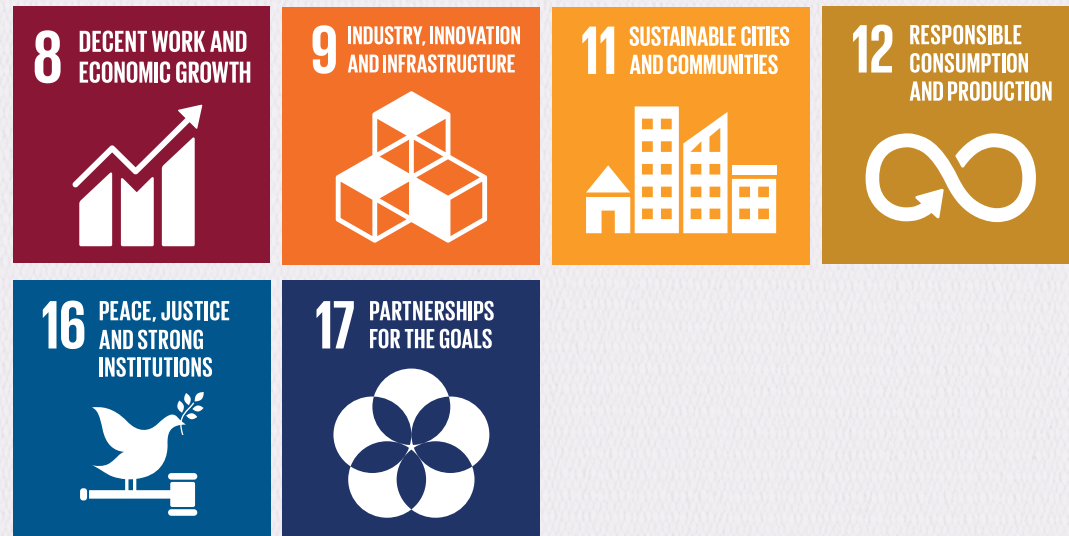 8 DECENT WORK AND
ECONOMIC GROWTH
9 INDUSTRY, INNOVATION
AND INFRASTRUCTURE
11 SUSTAINABLE CITIES
AND COMMUNITIES
12 RESPONSIBLE
CONSUMPTION
AND PRODUCTION
16 PEACE, JUSTICE
AND STRONG
INSTITUTIONS
17 PARTNERSHIPS
FOR THE GOALS